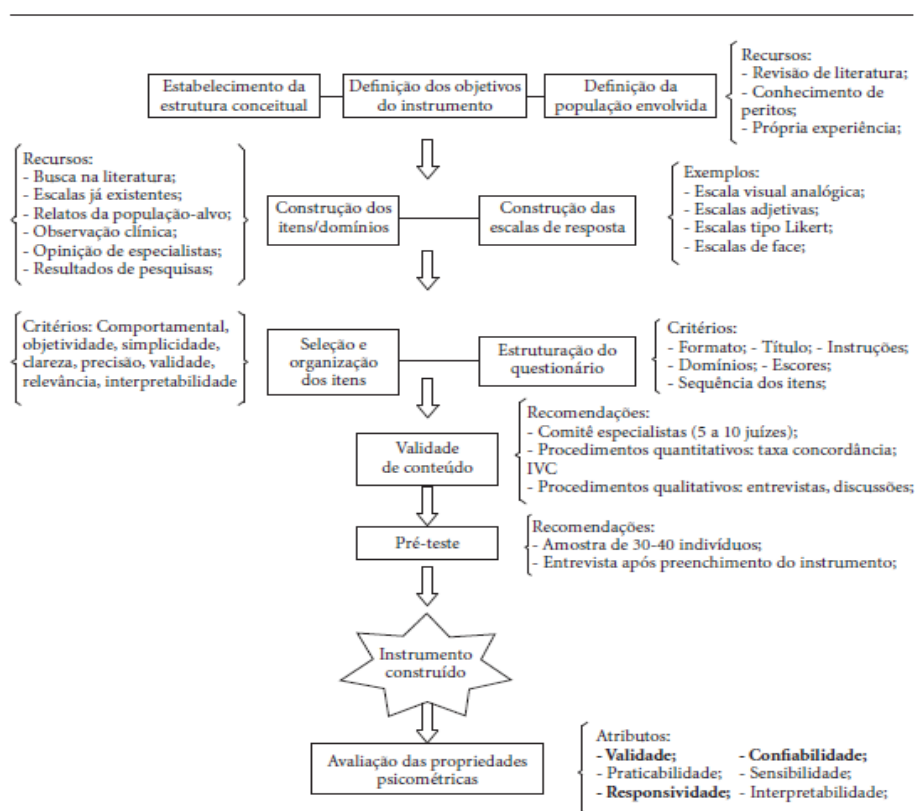 Estabelecimento da
estrutura conceitual
Definição dos objetivos
do instrumento
Definição da
população envolvida
Recursos:
- Revisão de literatura;
- Conhecimento de
peritos;
- Própria experiência;
Recursos:
- Busca na literatura;
- Escalas já existentes;
- Relatos da população-alvo;
- Observação clínica;
- Opinião de especialistas;
- Resultados de pesquisas;
Construção dos
itens/domínios
Construção das
escalas de resposta
Exemplos:
- Escala visual analógica;
- Escalas adjetivas;
- Escalas tipo Likert;
- Escalas de face;
Critérios: Comportamental,
objetividade, simplicidade,
clareza, precisão, validade,
relevância, interpretabilidade
Seleção e
organização
dos itens
Estruturação do
questionário
Critérios:
- Formato; - Título; - Instruções;
- Domínios; - Escores;
- Sequência dos itens;
Validade
de conteúdo
Recomendações:
- Comitê especialistas (5 a 10 juízes);
- Procedimentos quantitativos: taxa concordância;
IVC
- Procedimentos qualitativos: entrevistas, discussões;
Pré-teste
Recomendações:
- Amostra de 30-40 indivíduos;
- Entrevista após preenchimento do instrumento;
Instrumento
construído
Avaliação das propriedades
psicométricas
Atributos:
- Validade; - Confiabilidade;
- Praticabilidade; - Sensibilidade;
- Responsividade; - Interpretabilidade;